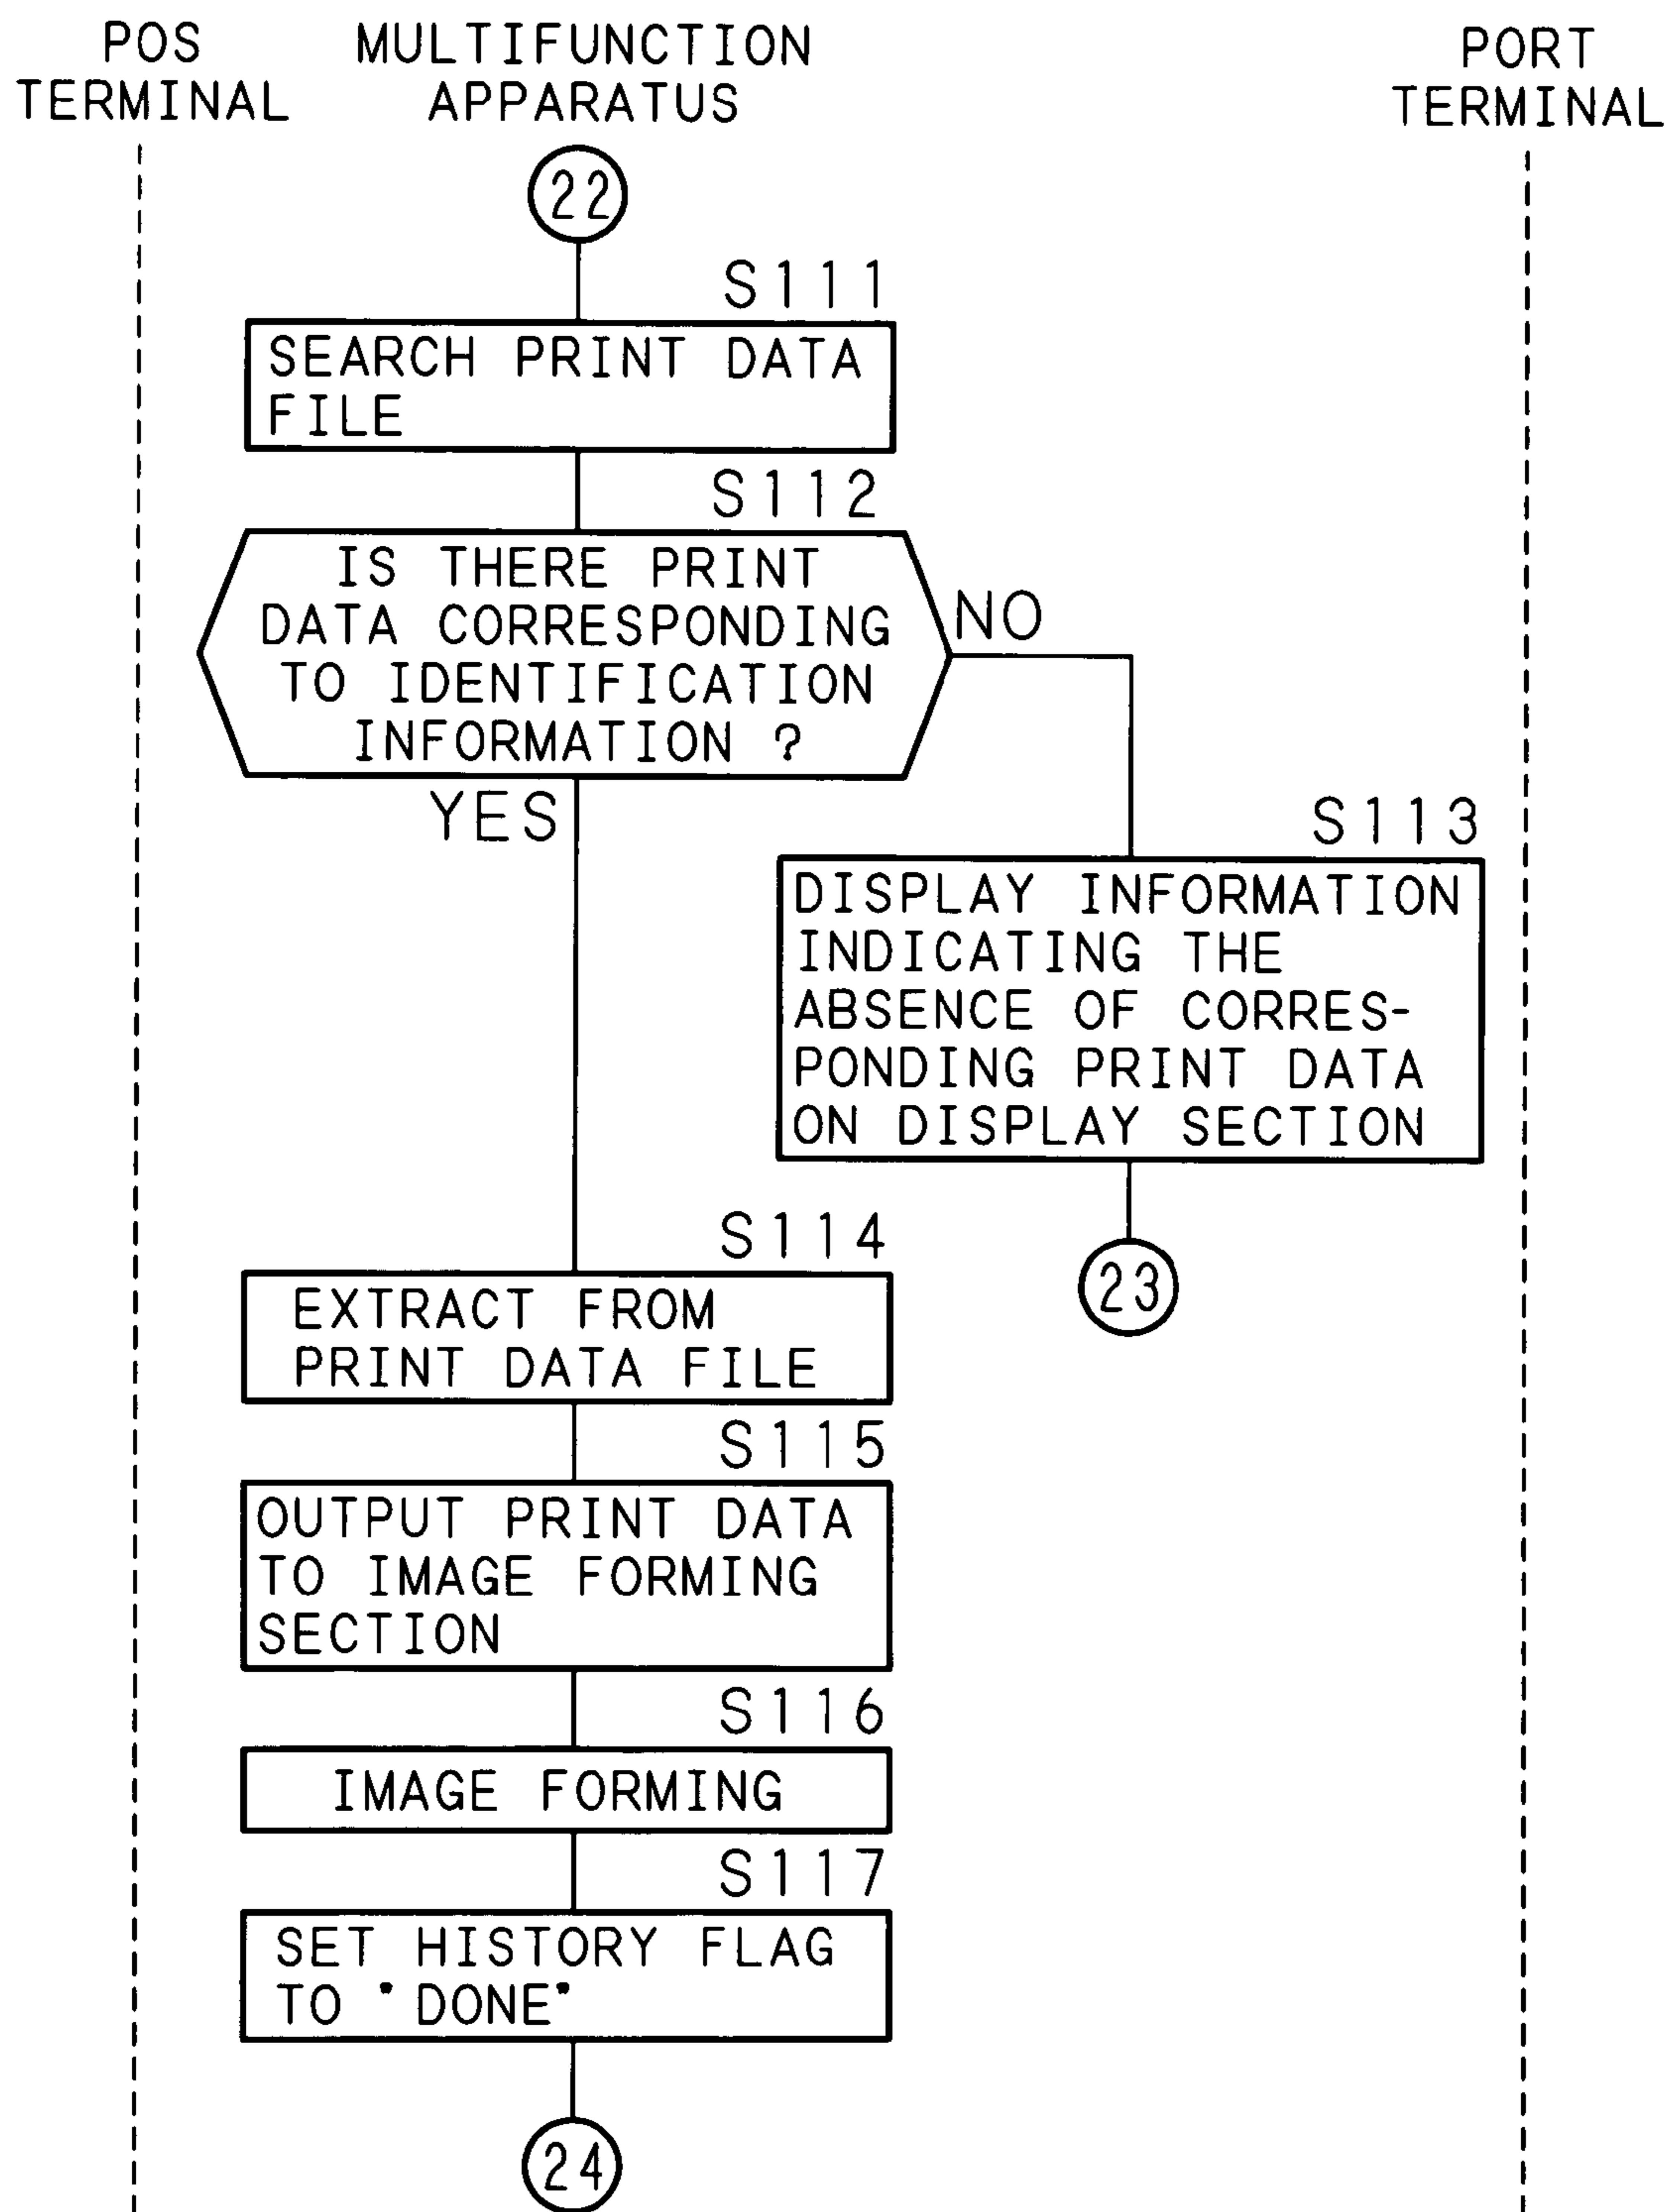 POS
TERMINAL
MULTIFUNCTION
APPARATUS
PORT
TERMINAL
22
S111
SEARCH PRINT DATA
FILE
S112
IS THERE PRINT
DATA CORRESPONDING
TO IDENTIFICATION
INFORMATION ?
NO
YES
S113
DISPLAY INFORMATION
INDICATING THE
ABSENCE OF CORRES-
PONDING PRINT DATA
ON DISPLAY SECTION
23
S114
EXTRACT FROM
PRINT DATA FILE
S115
OUTPUT PRINT DATA
TO IMAGE FORMING
SECTION
S116
IMAGE FORMING
S117
SET HISTORY FLAG
TO "DONE"
24